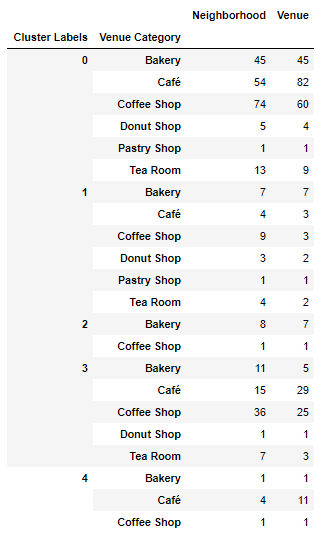 Neighborhood Venue
Cluster Labels Venue Category
0 Bakery 45 45
Café 54 82
Coffee Shop 74 60
Donut Shop 5 4
Pastry Shop 1 1
Tea Room 13 9
1 Bakery 7 7
Café 4 3
Coffee Shop 9 3
Donut Shop 3 2
Pastry Shop 1 1
Tea Room 4 2
2 Bakery 8 7
Coffee Shop 1 1
3 Bakery 11 5
Café 15 29
Coffee Shop 36 25
Donut Shop 1 1
Tea Room 7 3
4 Bakery 1 1
Café 4 11
Coffee Shop 1 1